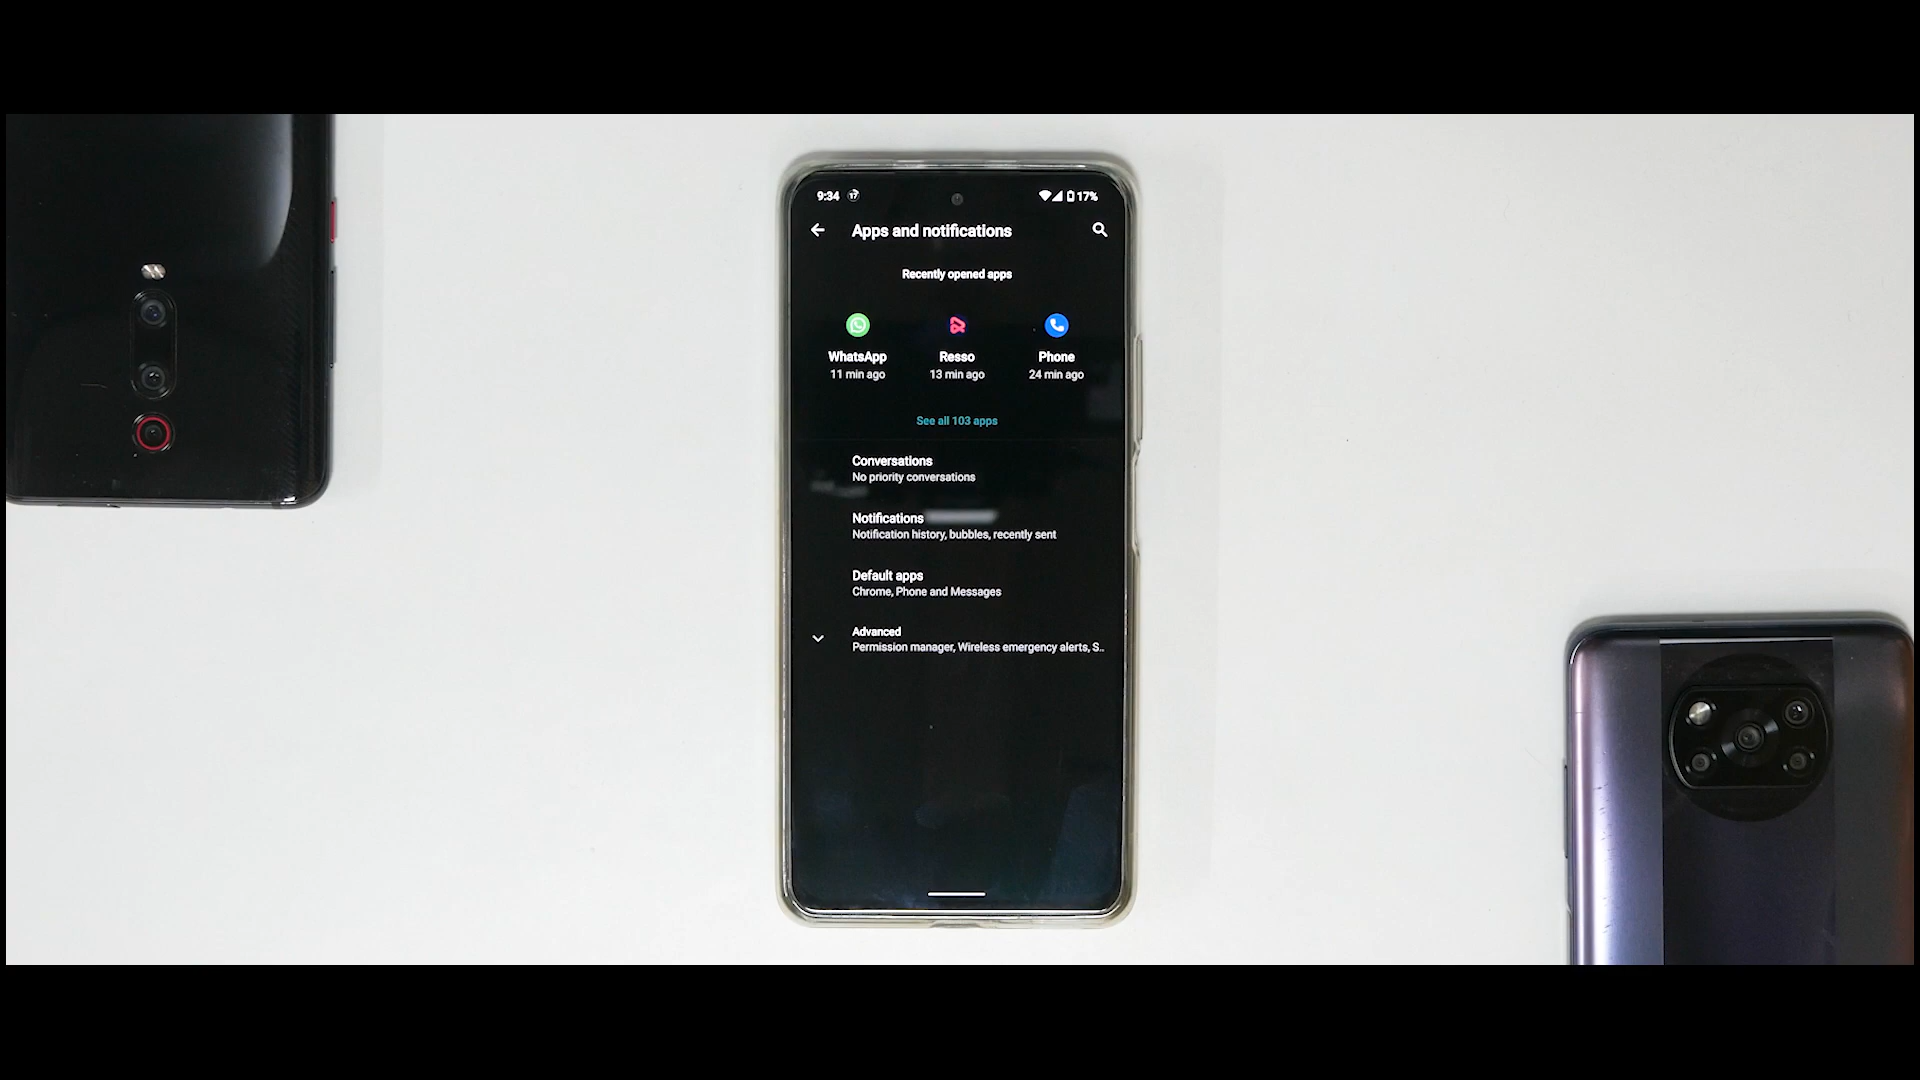 9:34 17 17%
Apps and notifications
Recently opened apps
WhatsApp Resso Phone
11 min ago 13 min ago 24 min ago
See all 103 apps
Conversations
No priority conversations
Notifications
Notification history, bubbles, recently sent
Default apps
Chrome, Phone and Messages
Advanced
Permission manager, Wireless emergency alerts, S..